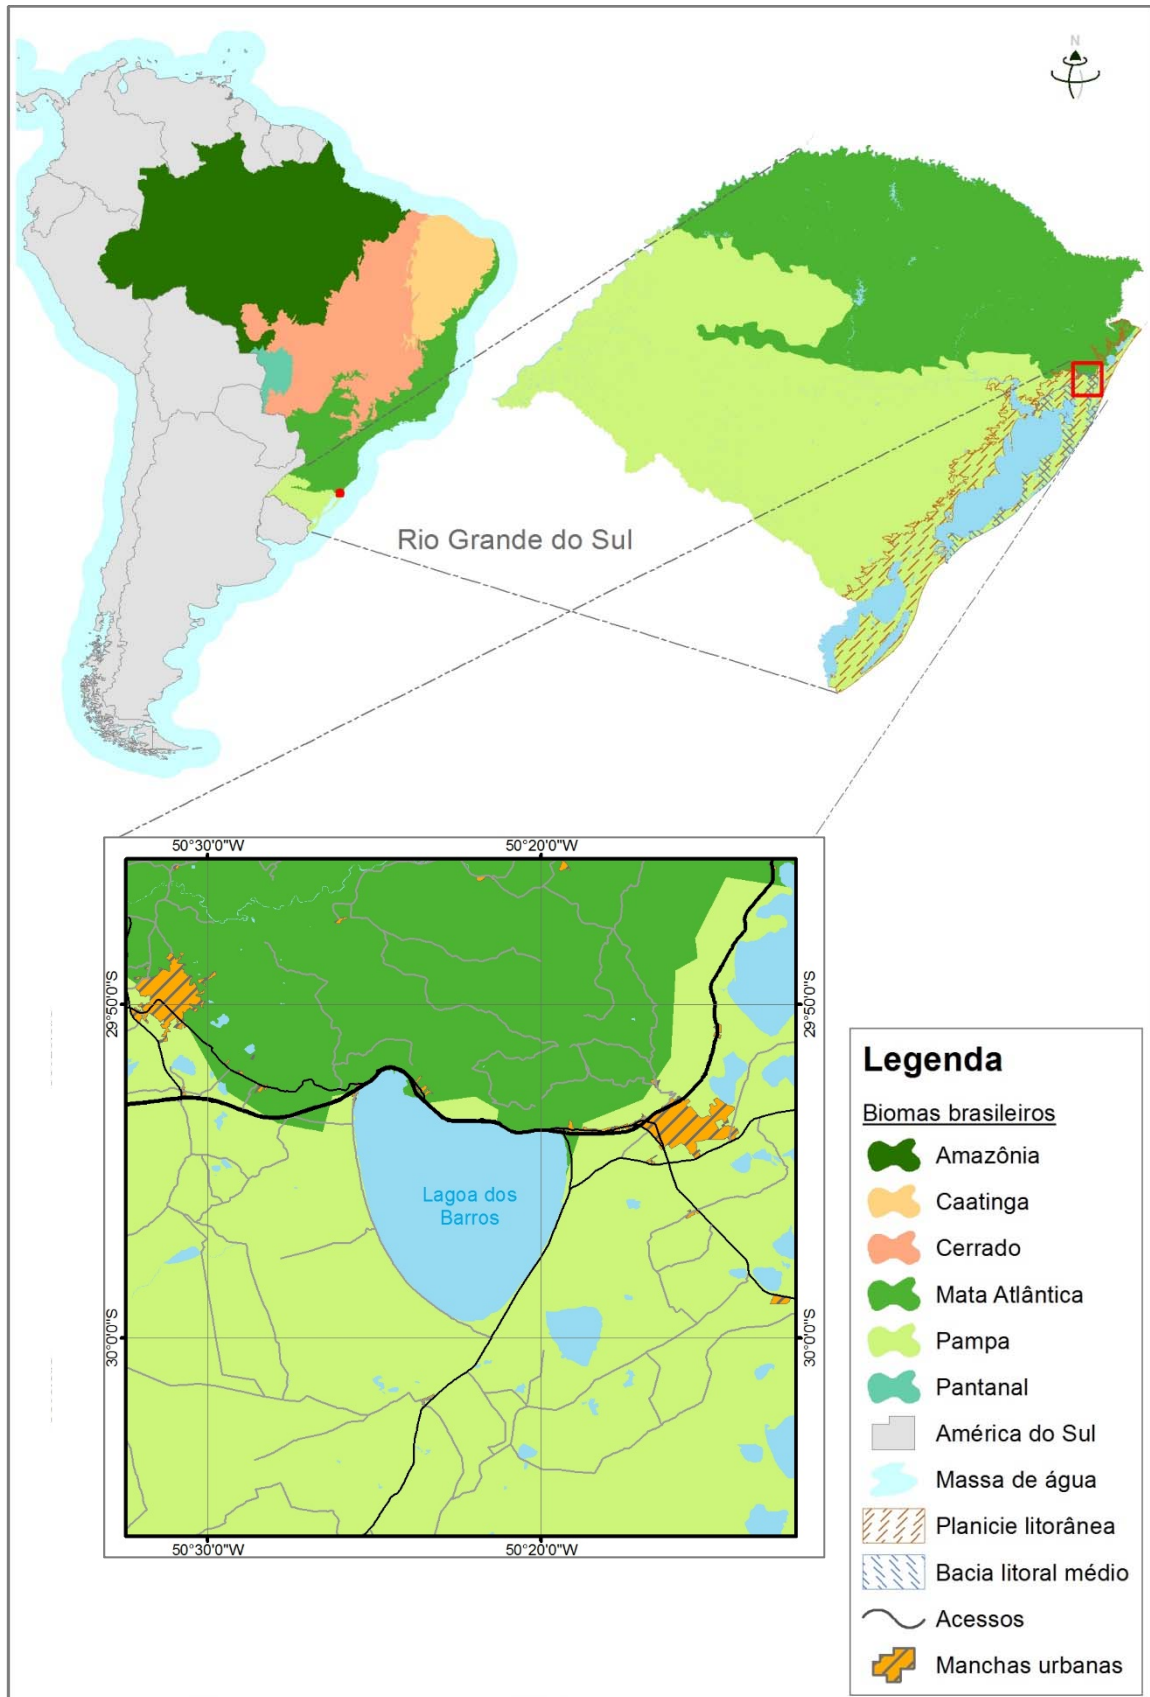 N
Rio Grande do Sul
50°30'0"W
50°20'0"W
29°50'0"S
29°50'0"S
Lagoa dos
Barros
30°0'0"S
30°0'0"S
50°30'0"W
50°20'0"W
Legenda
Biomas brasileiros
Amazônia
Caatinga
Cerrado
Mata Atlântica
Pampa
Pantanal
América do Sul
Massa de água
Planicie litorânea
Bacia litoral médio
Acessos
Manchas urbanas